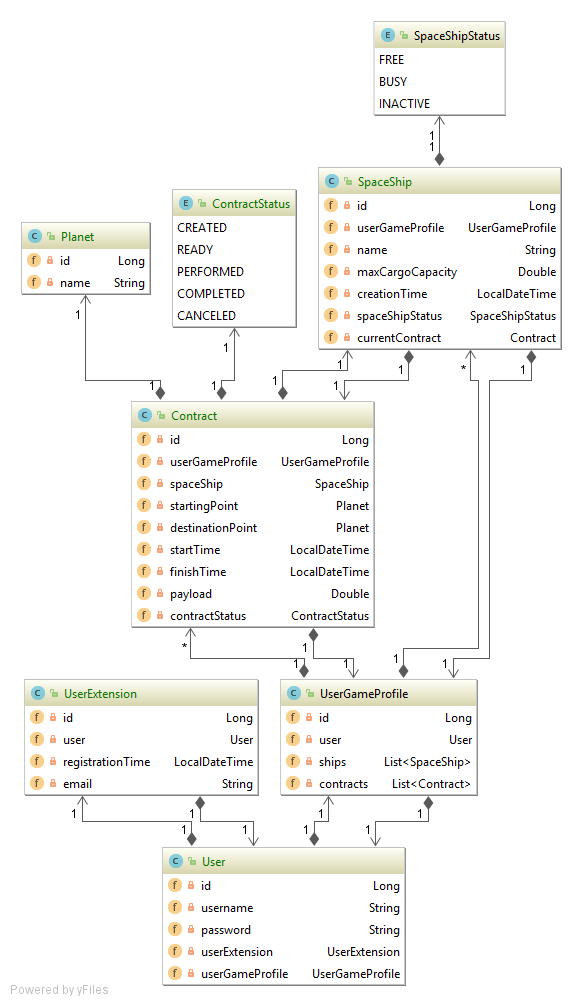 E SpaceShipStatus
FREE
BUSY
INACTIVE
1
1
C SpaceShip
f id Long
f userGameProfile UserGameProfile
f name String
f maxCargoCapacity Double
f creationTime LocalDateTime
f spaceShipStatus SpaceShipStatus
f currentContract Contract
E ContractStatus
CREATED
READY
PERFORMED
COMPLETED
CANCELED
C Planet
f id Long
f name String
1
1
1
1
*
1
1
1
1
1
C Contract
f id Long
f userGameProfile UserGameProfile
f spaceShip SpaceShip
f startingPoint Planet
f destinationPoint Planet
f startTime LocalDateTime
f finishTime LocalDateTime
f payload Double
f contractStatus ContractStatus
*
1
1
1
1
1
C UserExtension
f id Long
f user User
f registrationTime LocalDateTime
f email String
C UserGameProfile
f id Long
f user User
f ships List<SpaceShip>
f contracts List<Contract>
1
1
1
1
1
1
1
1
C User
f id Long
f username String
f password String
f userExtension UserExtension
f userGameProfile UserGameProfile
Powered by yFiles